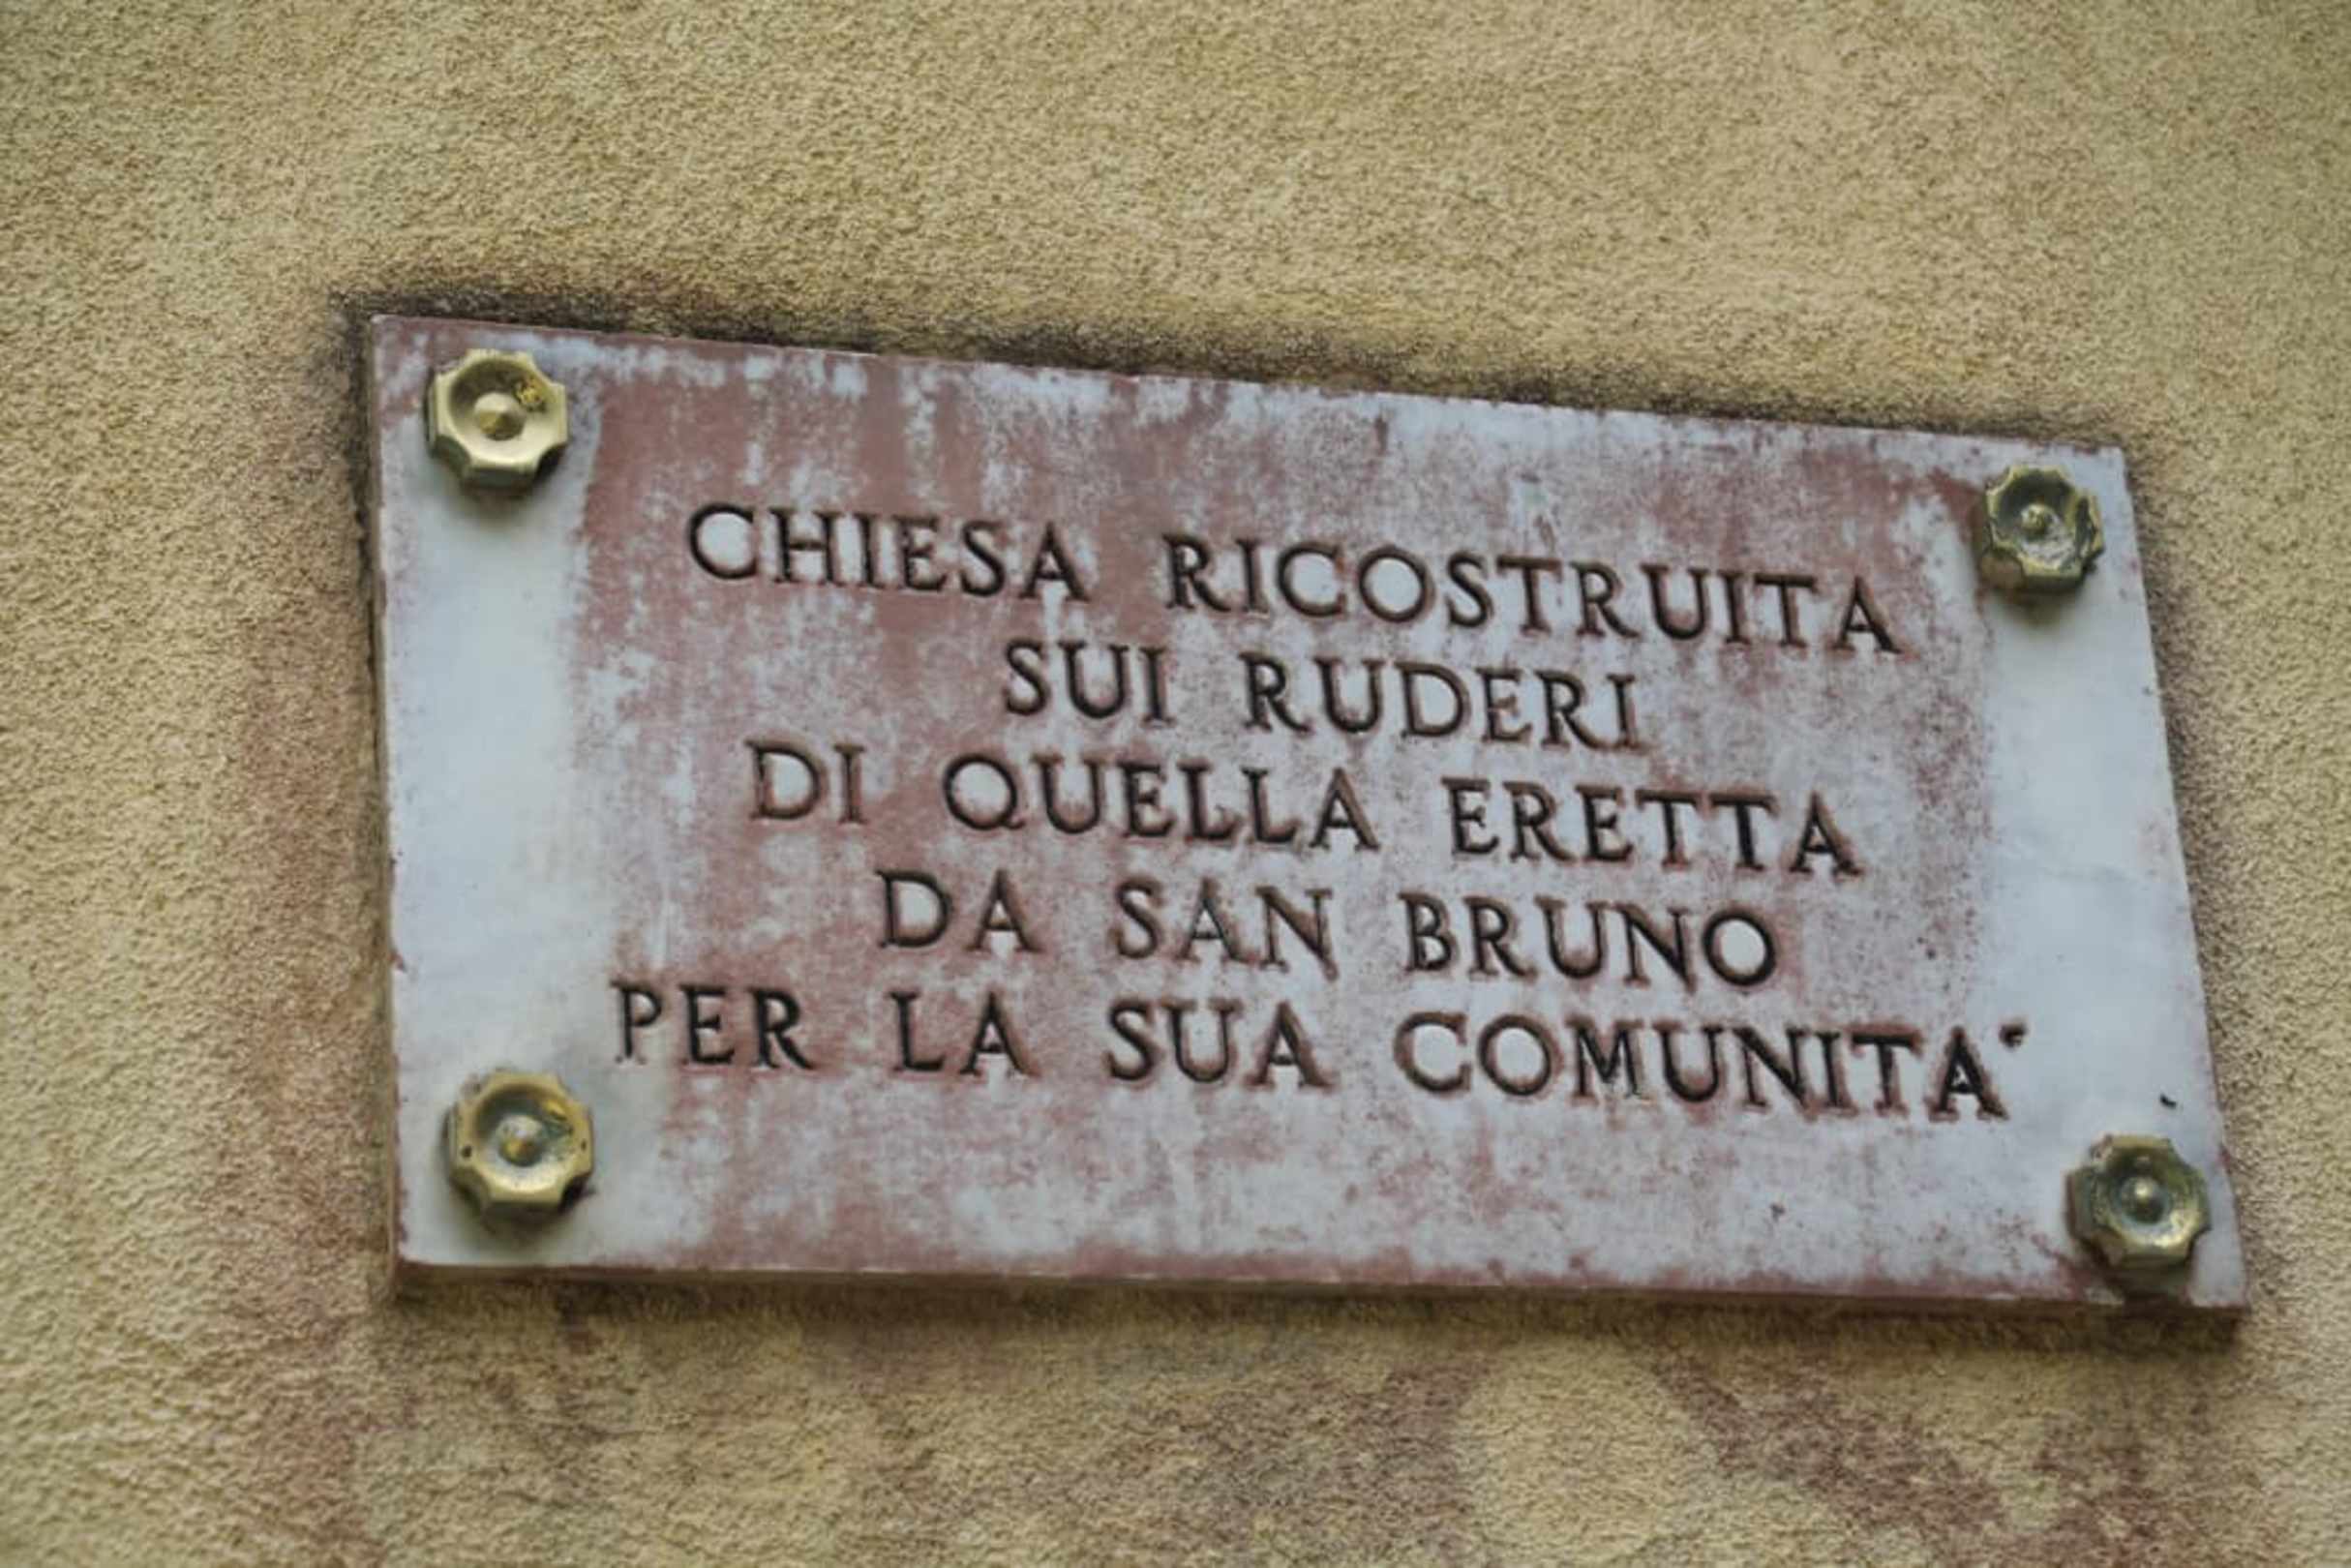 CHIESA RICOSTRUITA
SUI RUDERI
DI QUELLA ERETTA
DA SAN BRUNO
PER LA SUA COMUNITA'